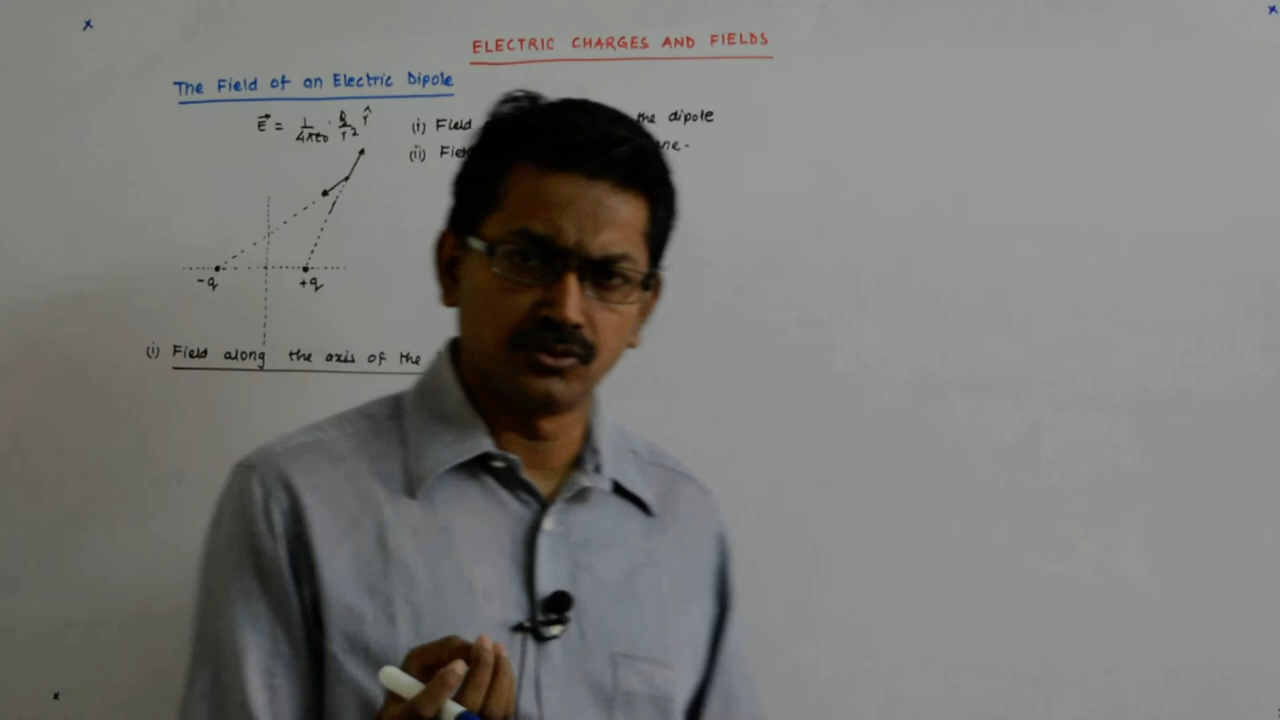 ELECTRIC CHARGES AND FIELDS
The Field of an Electric Dipole
E⃗ = 1/4πε0 · Q/r² r̂
(i) Field the dipole
(ii)
-q +q
(i) Field along the axis of the